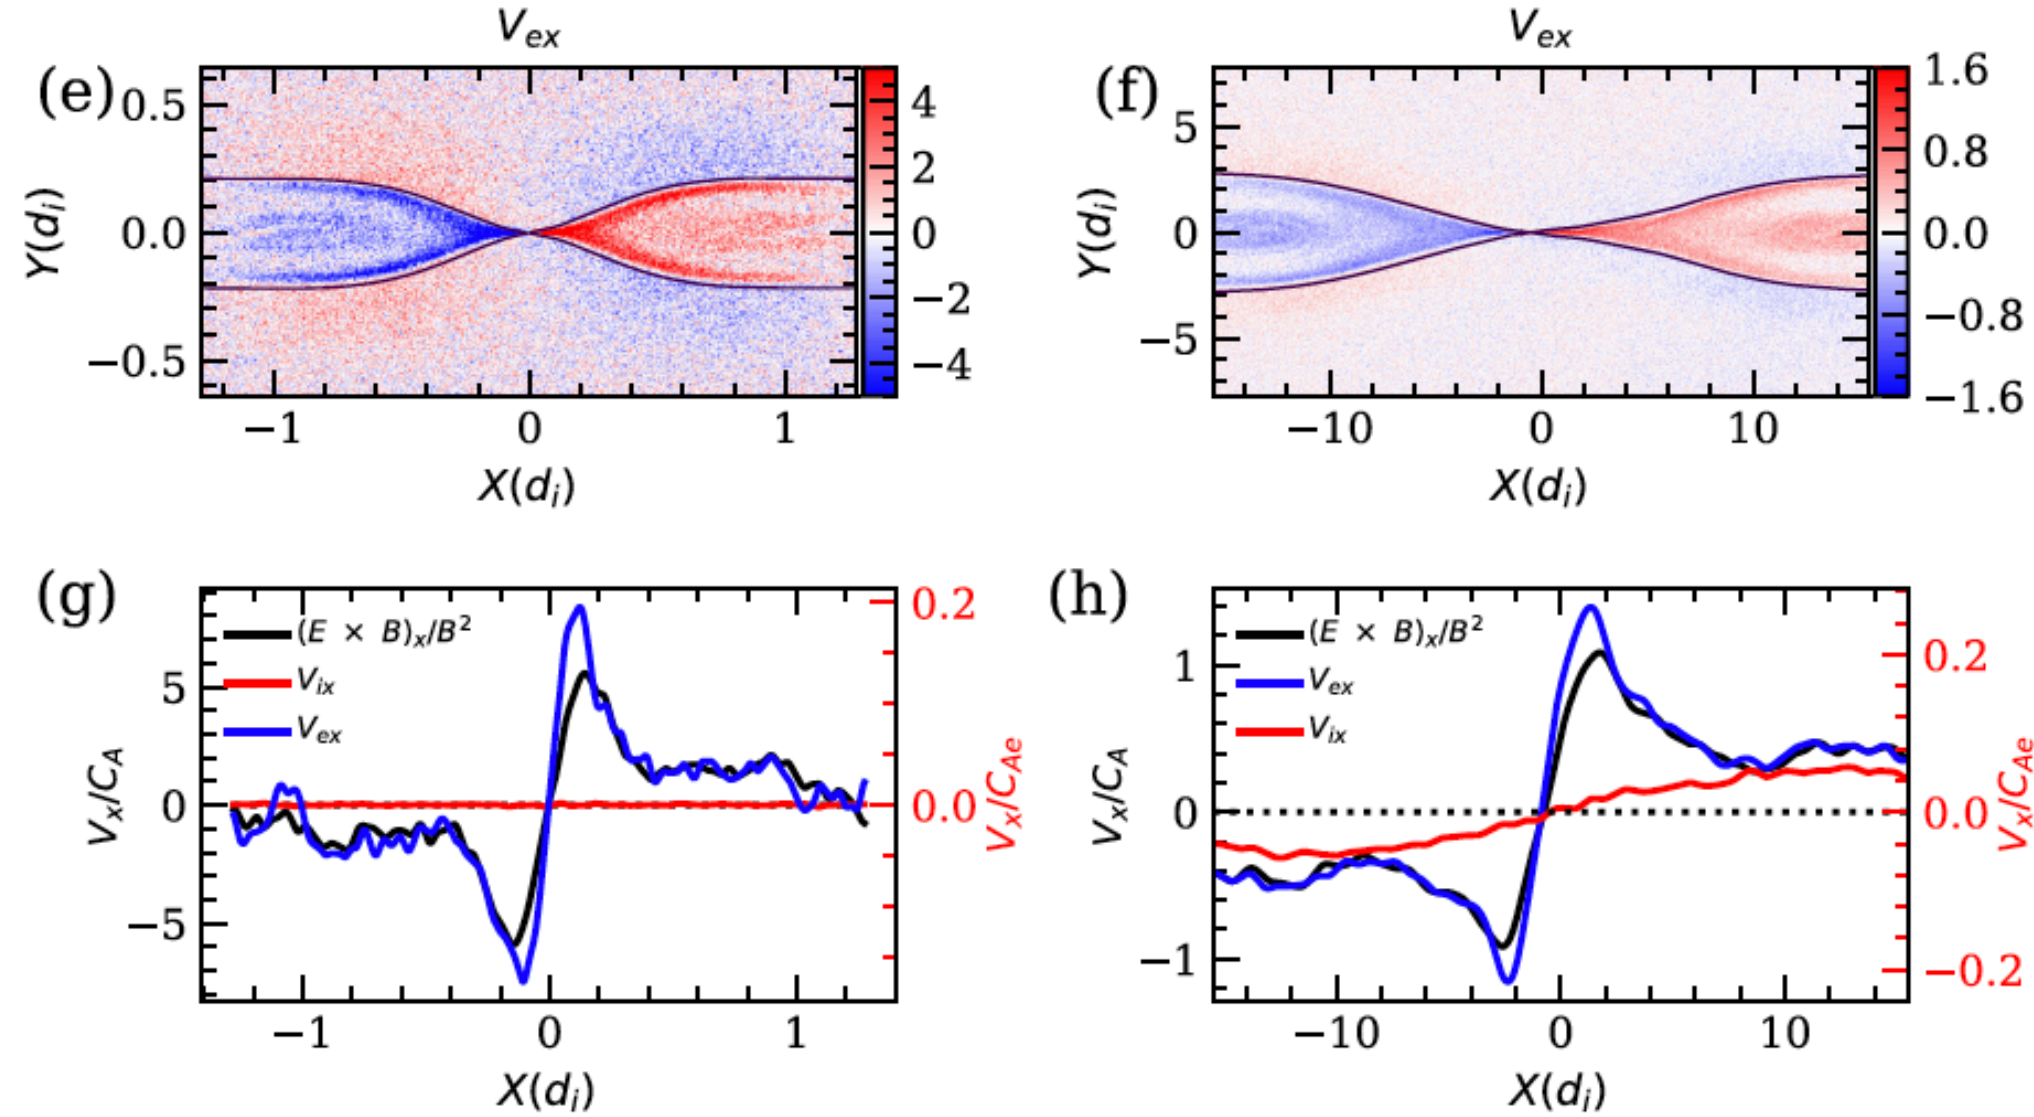 (e)
V_ex
Y(d_i)
0.5
0.0
−0.5
−1
0
1
X(d_i)
4
2
0
−2
−4
(f)
V_ex
Y(d_i)
5
0
−5
−10
0
10
X(d_i)
1.6
0.8
0.0
−0.8
−1.6
(g)
(E × B)_x/B²
V_ix
V_ex
V_x/C_A
5
0
−5
−1
0
1
X(d_i)
0.2
0.0
V_x/C_Ae
(h)
(E × B)_x/B²
V_ex
V_ix
V_x/C_A
1
0
−1
−10
0
10
X(d_i)
0.2
0.0
−0.2
V_x/C_Ae